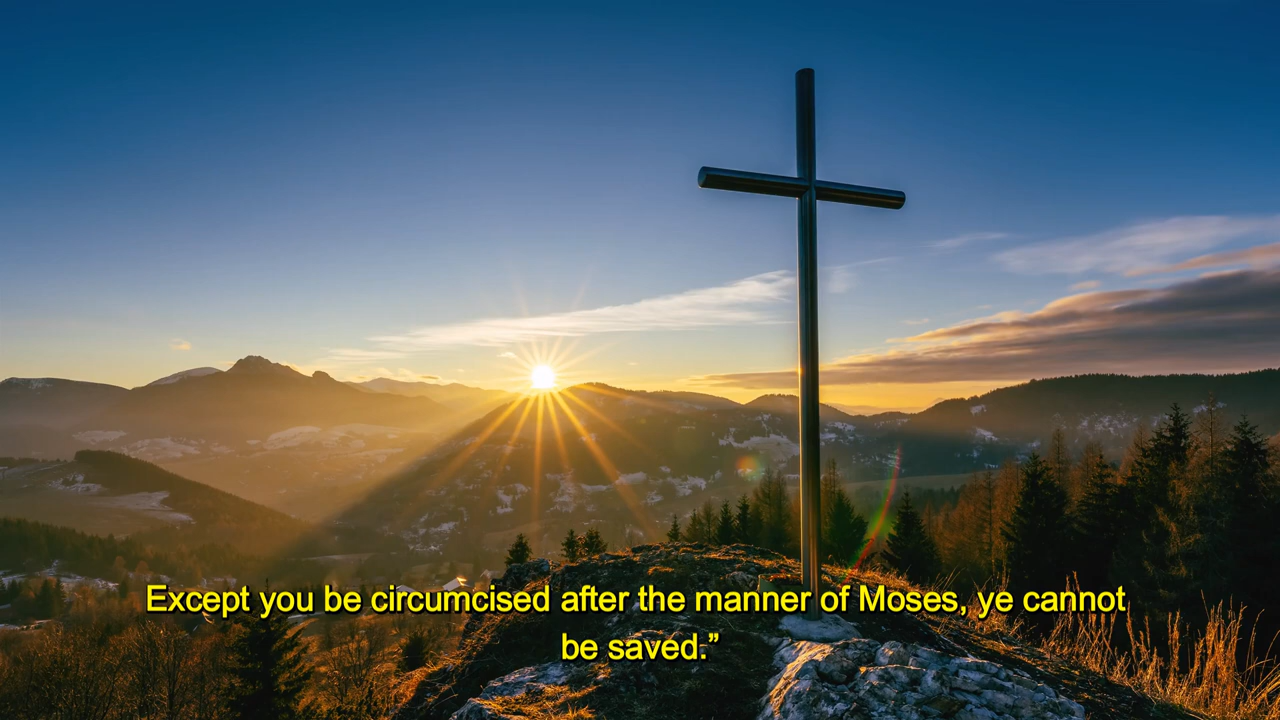 Except you be circumcised after the manner of Moses, ye cannot
be saved.”